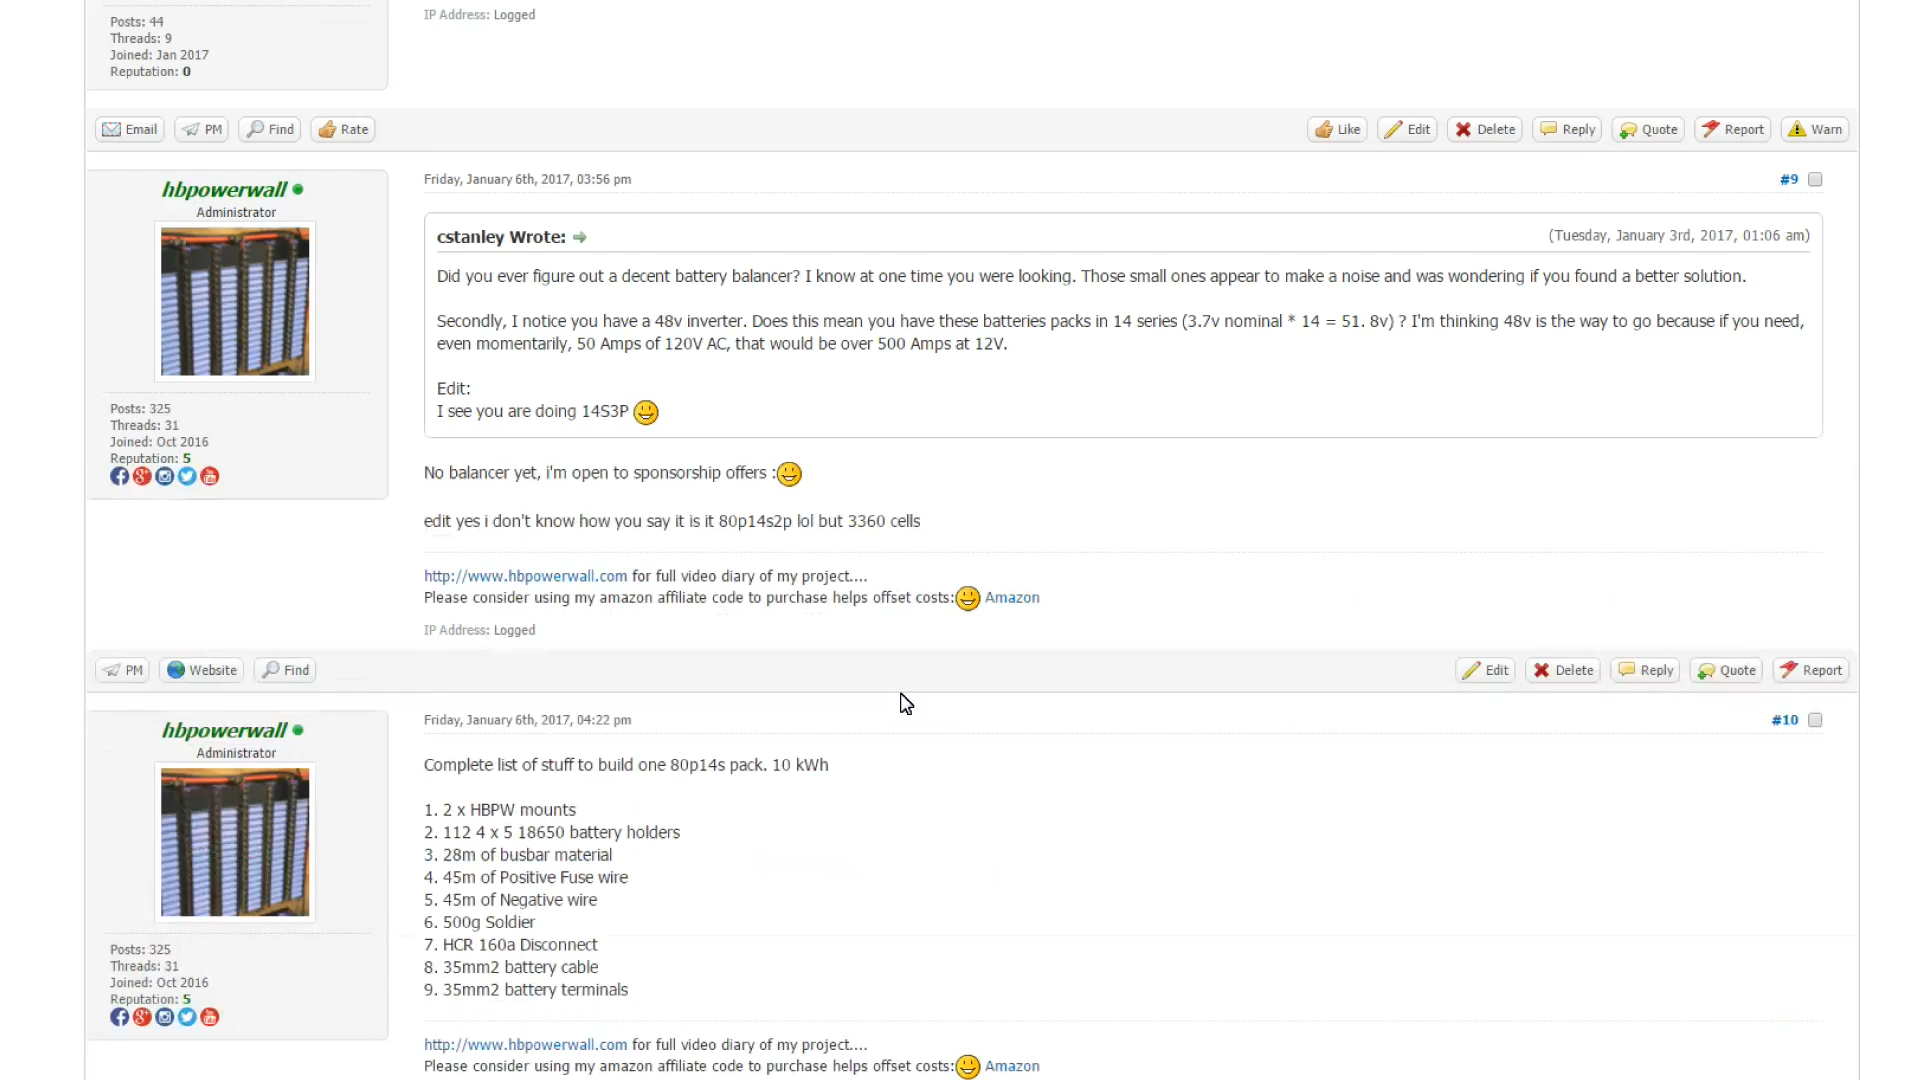 IP Address: Logged
Posts: 44
Threads: 9
Joined: Jan 2017
Reputation: 0
Email
PM
Find
Rate
Like
Edit
Delete
Reply
Quote
Report
Warn
hbpowerwall
Administrator
Posts: 325
Threads: 31
Joined: Oct 2016
Reputation: 5
Friday, January 6th, 2017, 03:56 pm
#9
cstanley Wrote:
(Tuesday, January 3rd, 2017, 01:06 am)
Did you ever figure out a decent battery balancer? I know at one time you were looking. Those small ones appear to make a noise and was wondering if you found a better solution.
Secondly, I notice you have a 48v inverter. Does this mean you have these batteries packs in 14 series (3.7v nominal * 14 = 51. 8v) ? I'm thinking 48v is the way to go because if you need,
even momentarily, 50 Amps of 120V AC, that would be over 500 Amps at 12V.
Edit:
I see you are doing 14S3P
No balancer yet, i'm open to sponsorship offers :
edit yes i don't know how you say it is it 80p14s2p lol but 3360 cells
http://www.hbpowerwall.com for full video diary of my project....
Please consider using my amazon affiliate code to purchase helps offset costs: Amazon
IP Address: Logged
PM
Website
Find
Edit
Delete
Reply
Quote
Report
hbpowerwall
Administrator
Posts: 325
Threads: 31
Joined: Oct 2016
Reputation: 5
Friday, January 6th, 2017, 04:22 pm
#10
Complete list of stuff to build one 80p14s pack. 10 kWh
1. 2 x HBPW mounts
2. 112 4 x 5 18650 battery holders
3. 28m of busbar material
4. 45m of Positive Fuse wire
5. 45m of Negative wire
6. 500g Soldier
7. HCR 160a Disconnect
8. 35mm2 battery cable
9. 35mm2 battery terminals
http://www.hbpowerwall.com for full video diary of my project....
Please consider using my amazon affiliate code to purchase helps offset costs: Amazon